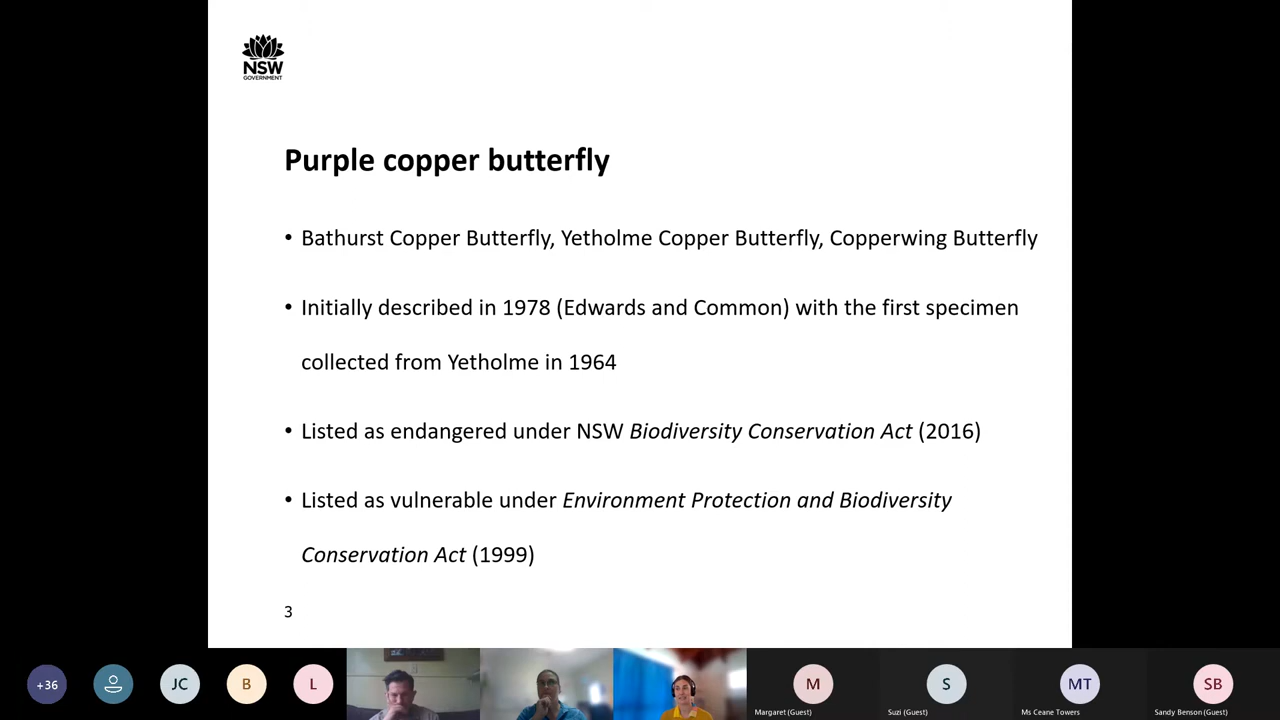 NSW
GOVERNMENT
Purple copper butterfly
• Bathurst Copper Butterfly, Yetholme Copper Butterfly, Copperwing Butterfly
• Initially described in 1978 (Edwards and Common) with the first specimen
collected from Yetholme in 1964
• Listed as endangered under NSW Biodiversity Conservation Act (2016)
• Listed as vulnerable under Environment Protection and Biodiversity
Conservation Act (1999)
3
+36
JC
B
L
M
S
MT
SB
Margaret (Guest)
Suzi (Guest)
Ms Ceane Towers
Sandy Benson (Guest)